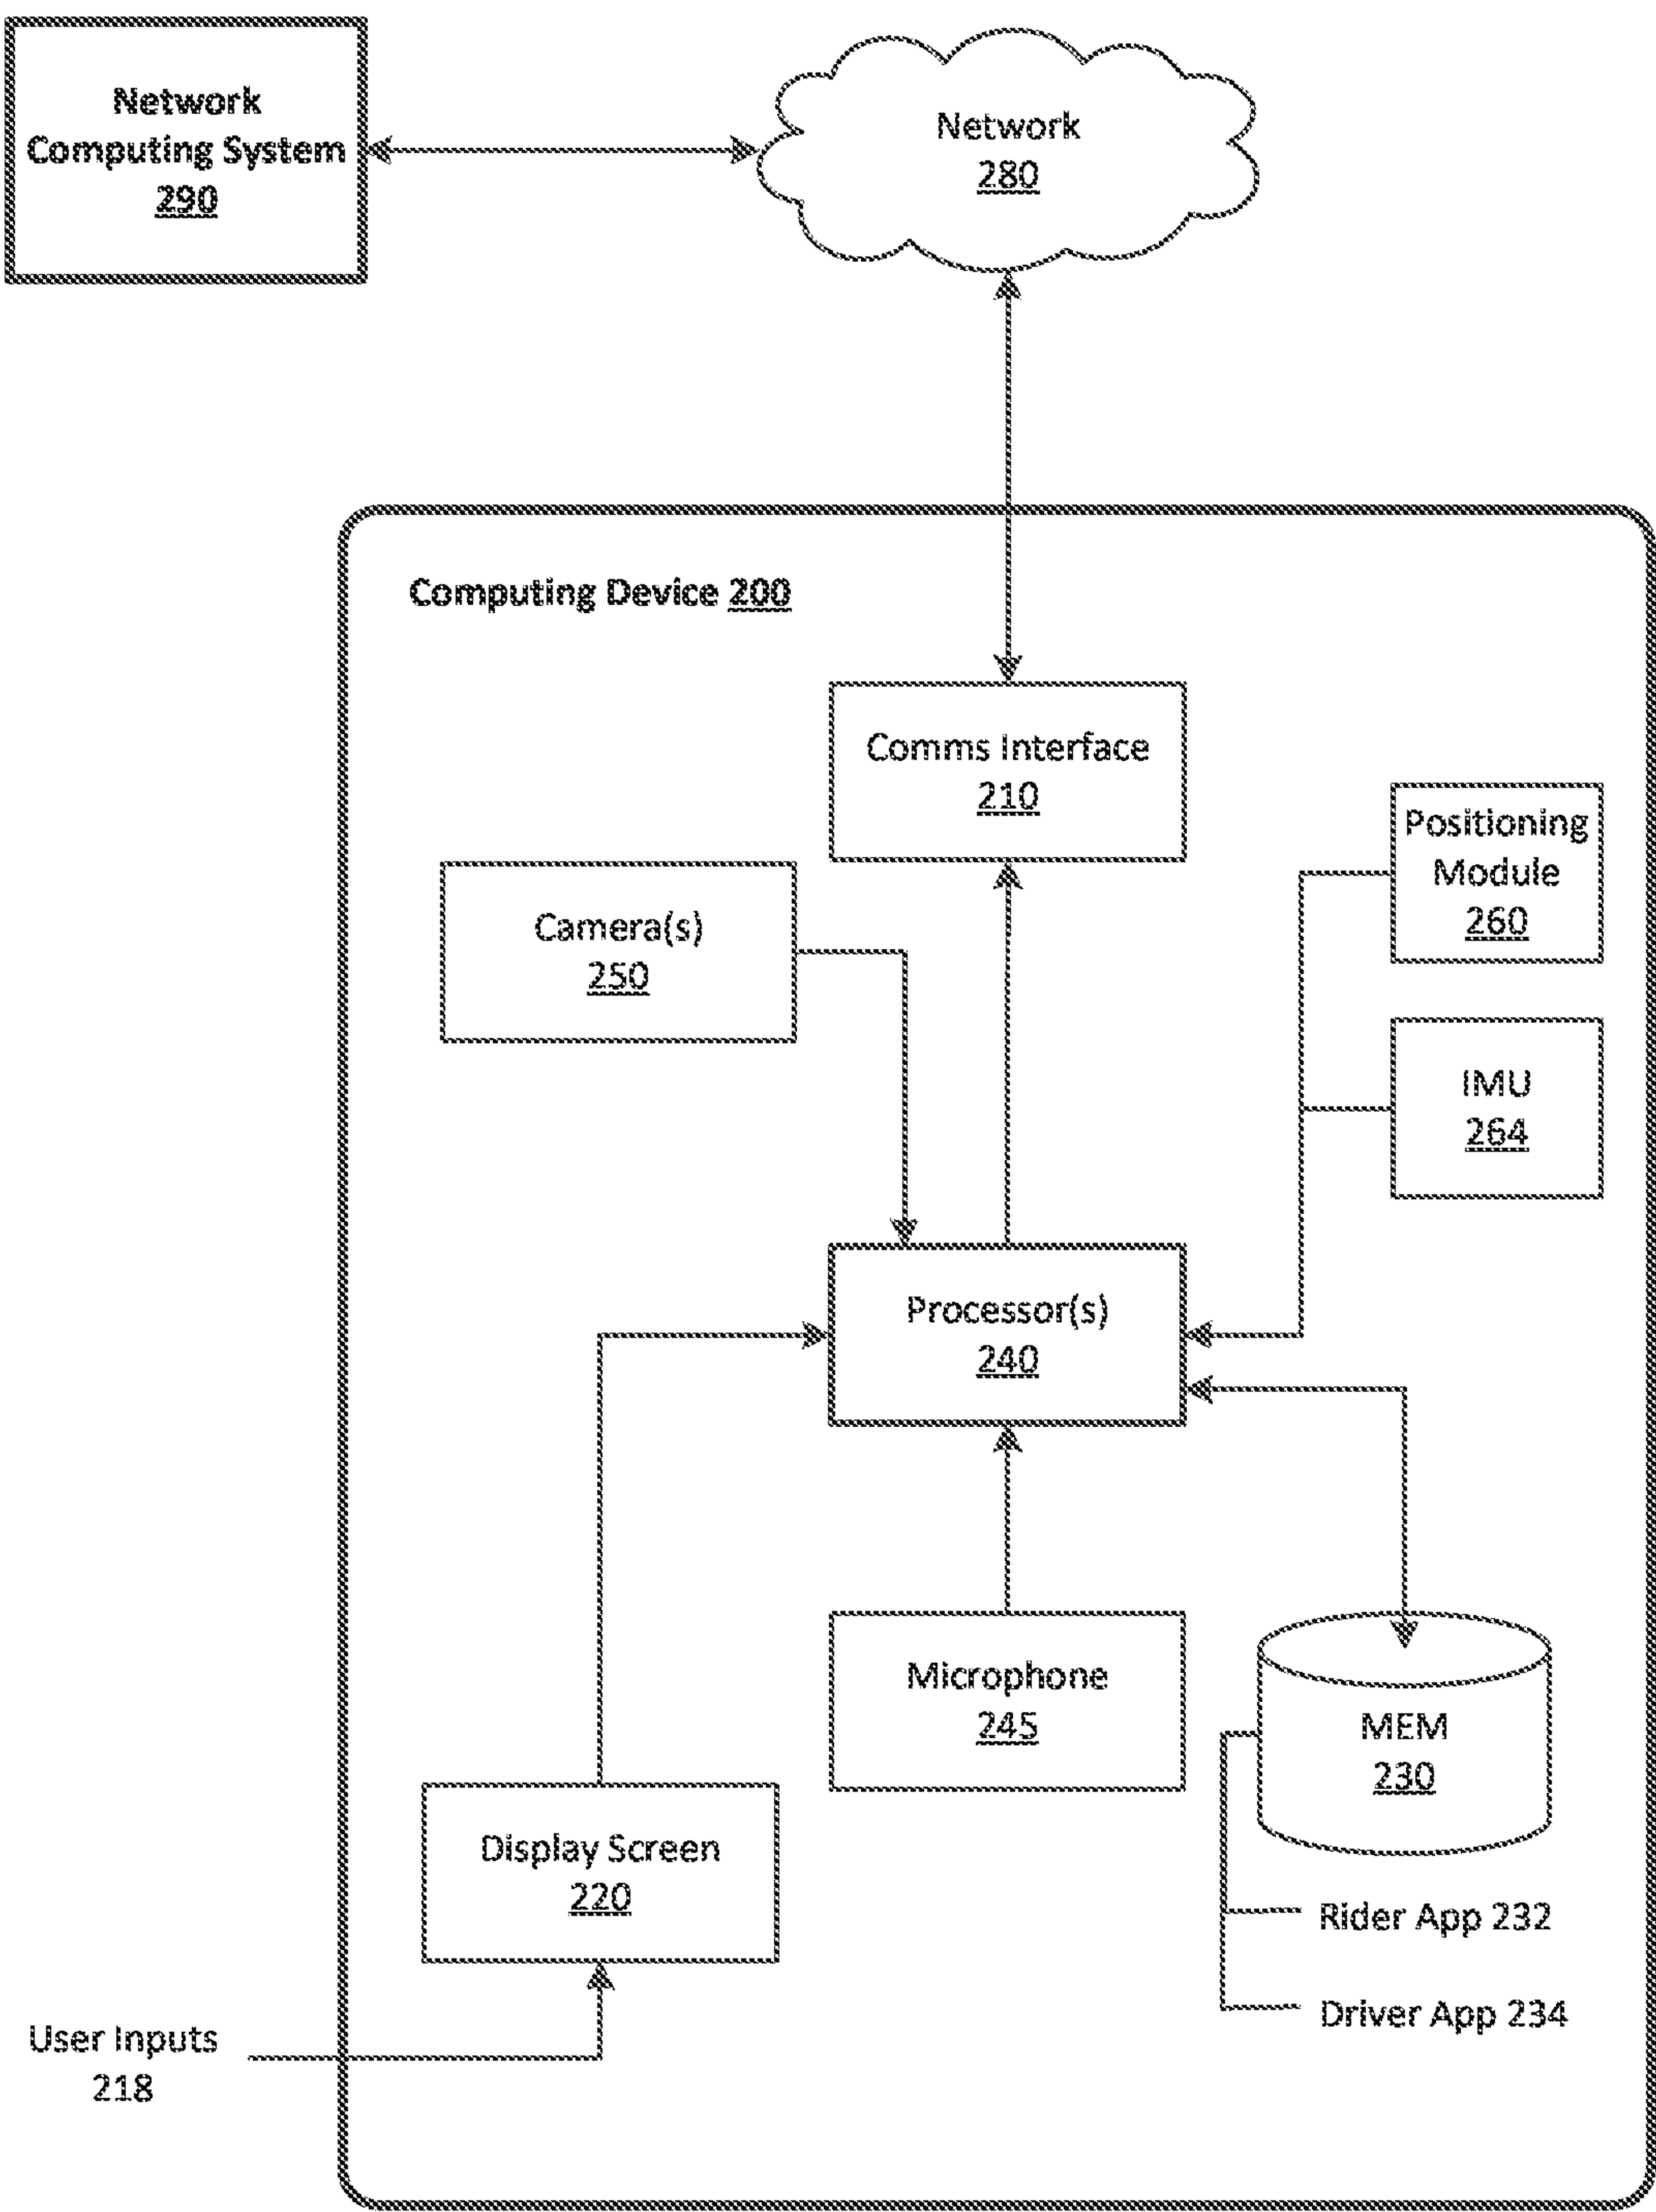 Network
Computing System
290
Network
280
Computing Device 200
Comms Interface
210
Positioning
Module
260
Camera(s)
250
IMU
264
Processor(s)
240
Microphone
245
MEM
230
Display Screen
220
Rider App 232
Driver App 234
User Inputs
218